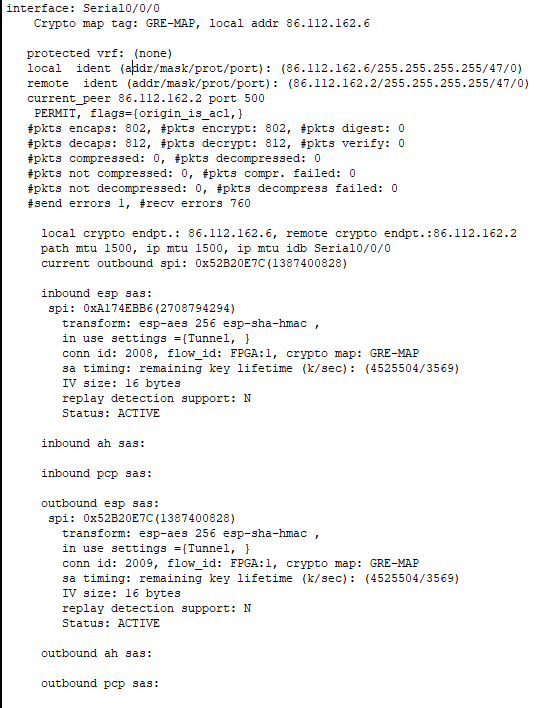 interface: Serial0/0/0
Crypto map tag: GRE-MAP, local addr 86.112.162.6
protected vrf: (none)
local ident (addr/mask/prot/port): (86.112.162.6/255.255.255.255/47/0)
remote ident (addr/mask/prot/port): (86.112.162.2/255.255.255.255/47/0)
current_peer 86.112.162.2 port 500
PERMIT, flags={origin_is_acl,}
#pkts encaps: 802, #pkts encrypt: 802, #pkts digest: 0
#pkts decaps: 812, #pkts decrypt: 812, #pkts verify: 0
#pkts compressed: 0, #pkts decompressed: 0
#pkts not compressed: 0, #pkts compr. failed: 0
#pkts not decompressed: 0, #pkts decompress failed: 0
#send errors 1, #recv errors 760
local crypto endpt.: 86.112.162.6, remote crypto endpt.:86.112.162.2
path mtu 1500, ip mtu 1500, ip mtu idb Serial0/0/0
current outbound spi: 0x52B20E7C(1387400828)
inbound esp sas:
spi: 0xA174EBB6(2708794294)
transform: esp-aes 256 esp-sha-hmac ,
in use settings ={Tunnel, }
conn id: 2008, flow_id: FPGA:1, crypto map: GRE-MAP
sa timing: remaining key lifetime (k/sec): (4525504/3569)
IV size: 16 bytes
replay detection support: N
Status: ACTIVE
inbound ah sas:
inbound pcp sas:
outbound esp sas:
spi: 0x52B20E7C(1387400828)
transform: esp-aes 256 esp-sha-hmac ,
in use settings ={Tunnel, }
conn id: 2009, flow_id: FPGA:1, crypto map: GRE-MAP
sa timing: remaining key lifetime (k/sec): (4525504/3569)
IV size: 16 bytes
replay detection support: N
Status: ACTIVE
outbound ah sas:
outbound pcp sas: